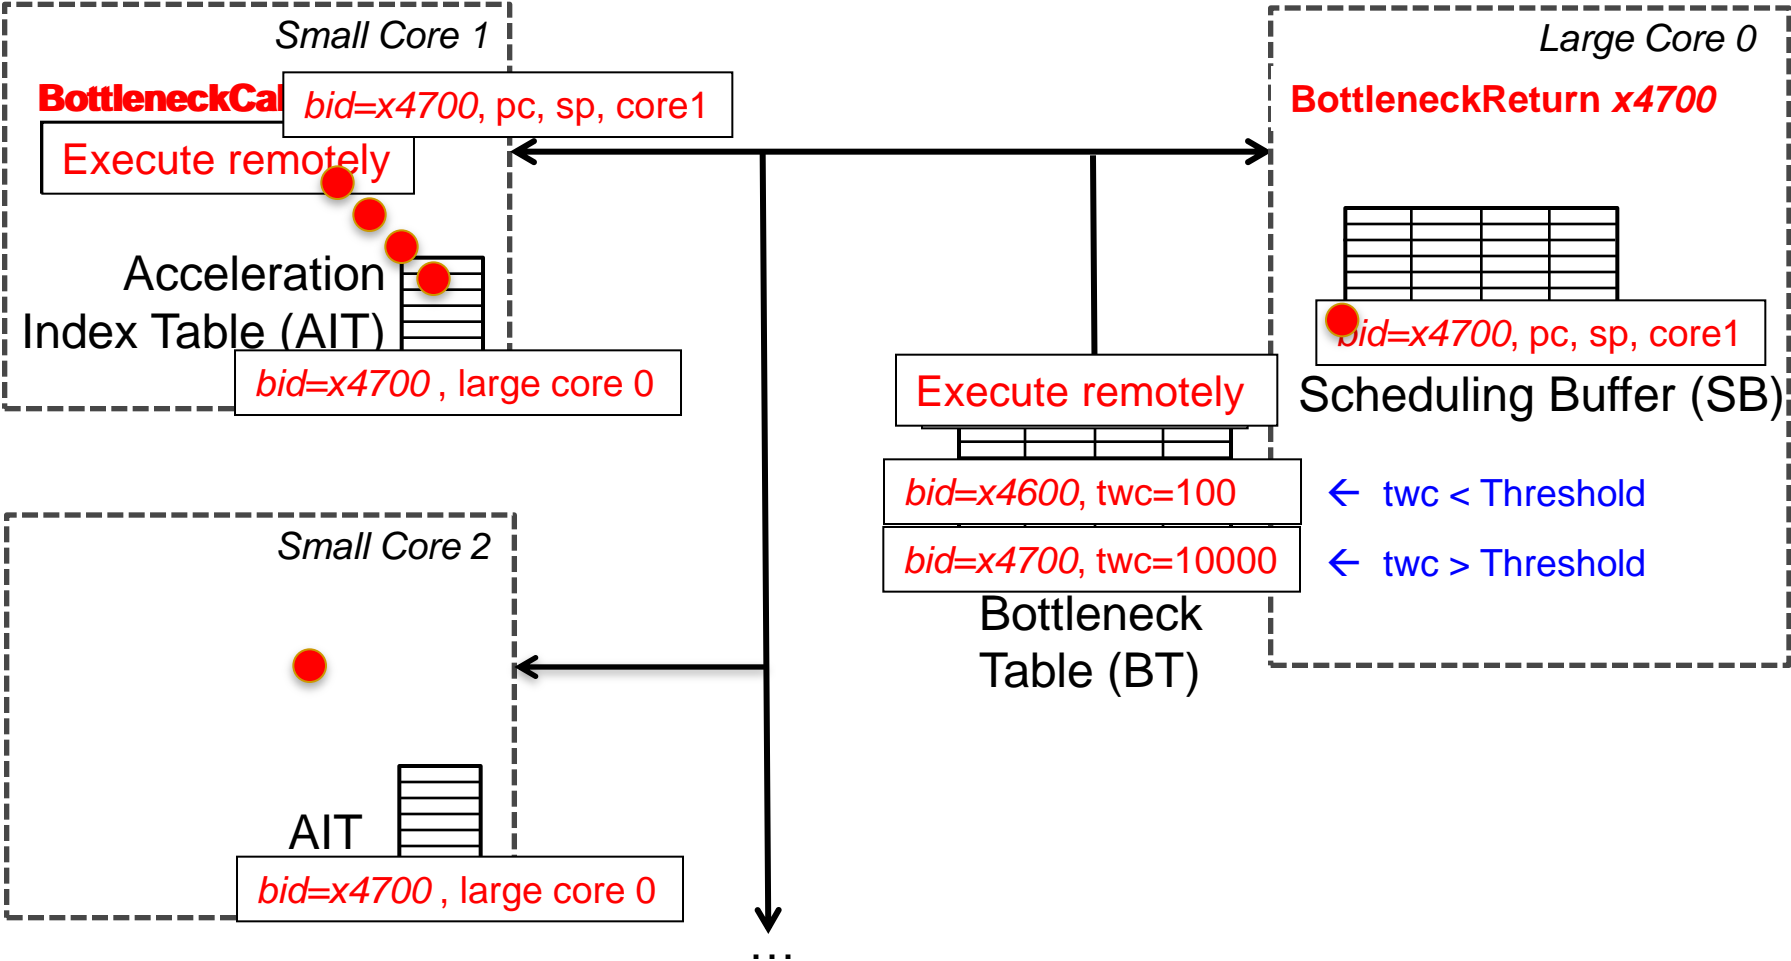 Small Core 1
BottleneckCal
bid=x4700, pc, sp, core1
Execute remotely
Acceleration
Index Table (AIT)
bid=x4700 , large core 0
Large Core 0
BottleneckReturn x4700
bid=x4700, pc, sp, core1
Scheduling Buffer (SB)
Execute remotely
bid=x4600, twc=100
← twc < Threshold
bid=x4700, twc=10000
← twc > Threshold
Bottleneck
Table (BT)
Small Core 2
AIT
bid=x4700 , large core 0
...